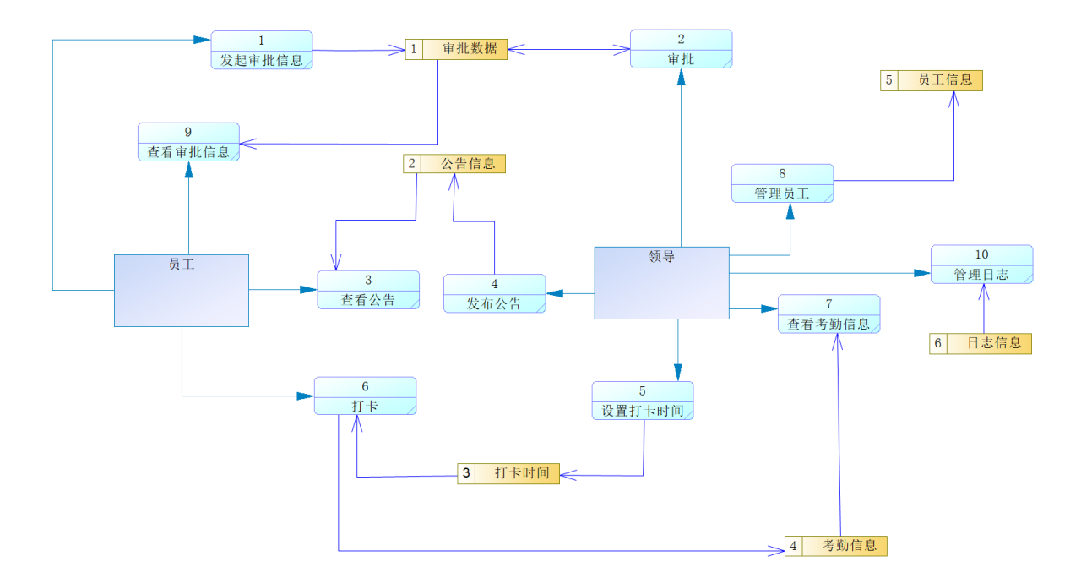 1
发起审批信息
1 审批数据
2
审批
5 员工信息
9
查看审批信息
2 公告信息
8
管理员工
员工
领导
10
管理日志
3
查看公告
4
发布公告
7
查看考勤信息
6 日志信息
6
打卡
5
设置打卡时间
3 打卡时间
4 考勤信息